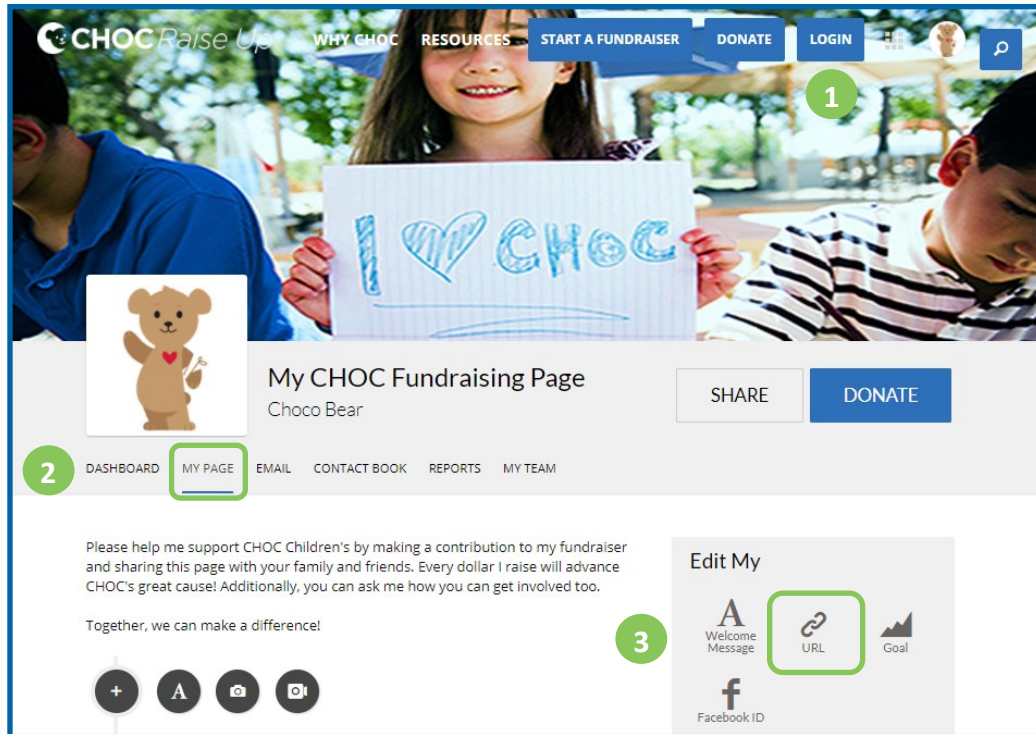 CHOC Raise Up WHY CHOC RESOURCES START A FUNDRAISER DONATE LOGIN
1
I CHOC
My CHOC Fundraising Page
Choco Bear
SHARE DONATE
2 DASHBOARD MY PAGE EMAIL CONTACT BOOK REPORTS MY TEAM
Please help me support CHOC Children's by making a contribution to my fundraiser
and sharing this page with your family and friends. Every dollar I raise will advance
CHOC's great cause! Additionally, you can ask me how you can get involved too.
Together, we can make a difference!
Edit My
3
A
Welcome
Message
URL
Goal
+ A
f
Facebook ID